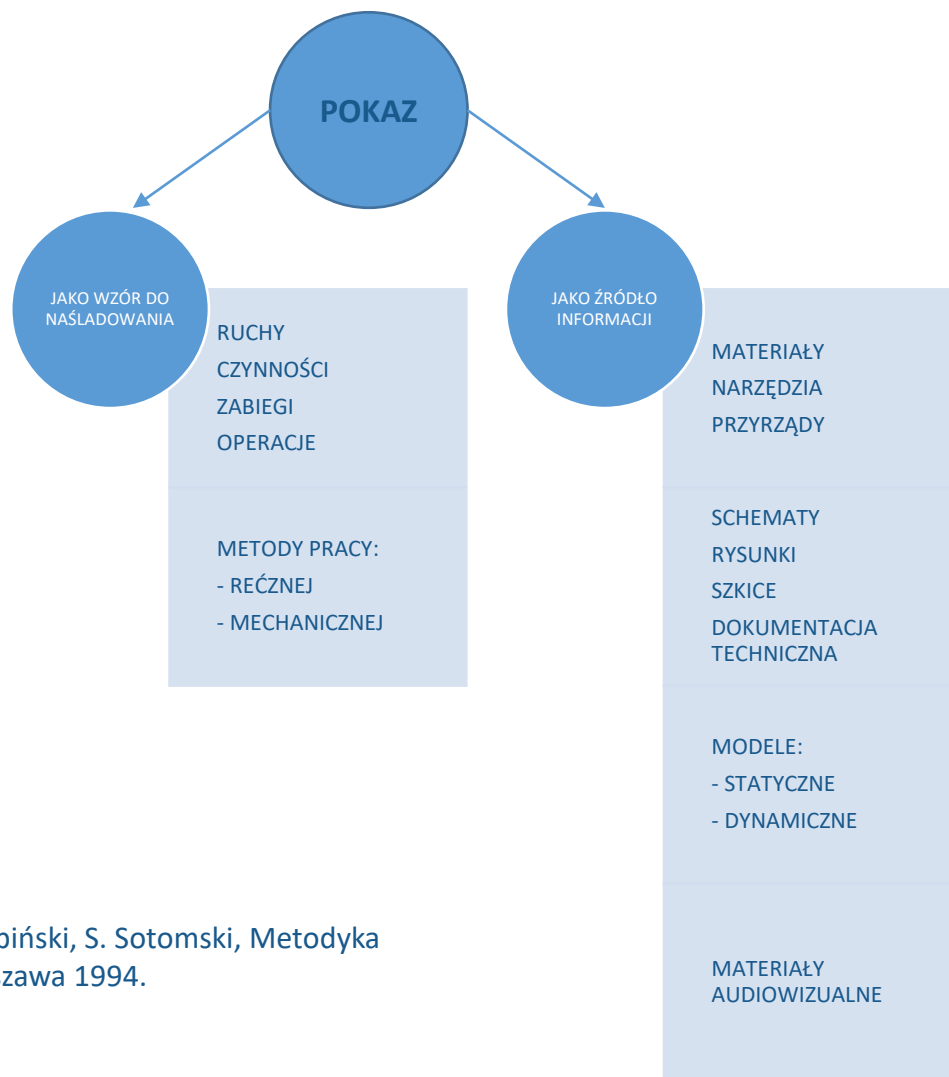 POKAZ
JAKO WZÓR DO
NAŚLADOWANIA
RUCHY
CZYNNOŚCI
ZABIEGI
OPERACJE
METODY PRACY:
- REĆZNEJ
- MECHANICZNEJ
JAKO ŹRÓDŁO
INFORMACJI
MATERIAŁY
NARZĘDZIA
PRZYRZĄDY
SCHEMATY
RYSUNKI
SZKICE
DOKUMENTACJA
TECHNICZNA
MODELE:
- STATYCZNE
- DYNAMICZNE
MATERIAŁY
AUDIOWIZUALNE
piński, S. Sotomski, Metodyka
szawa 1994.